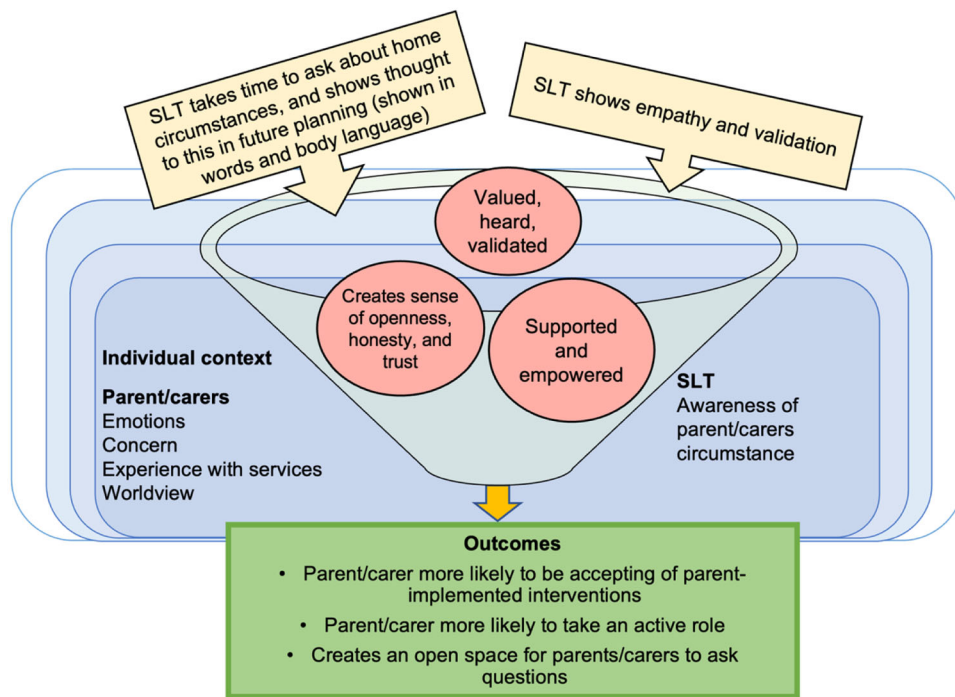 SLT takes time to ask about home
circumstances, and shows thought
to this in future planning (shown in
words and body language)
SLT shows empathy and validation
Valued,
heard,
validated
Creates sense
of openness,
honesty, and
trust
Supported
and
empowered
Individual context
Parent/carers
Emotions
Concern
Experience with services
Worldview
SLT
Awareness of
parent/carers
circumstance
Outcomes
• Parent/carer more likely to be accepting of parent-
implemented interventions
• Parent/carer more likely to take an active role
• Creates an open space for parents/carers to ask
questions